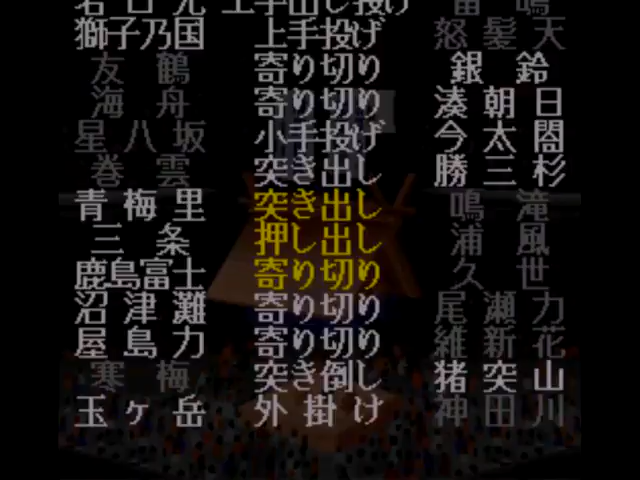 獅子乃国 上手投げ 怒髪天
友鶴 寄り切り 銀鈴
海舟 寄り切り 湊朝日
星八坂 小手投げ 今太閤
巻雲 突き出し 勝三杉
青梅里 突き出し 鳴滝
三条 押し出し 浦風
鹿島富士 寄り切り 久世
沼津灘 寄り切り 尾瀬力
屋島力 寄り切り 維新花
寒梅 突き倒し 猪突山
玉ヶ岳 外掛け 神田川